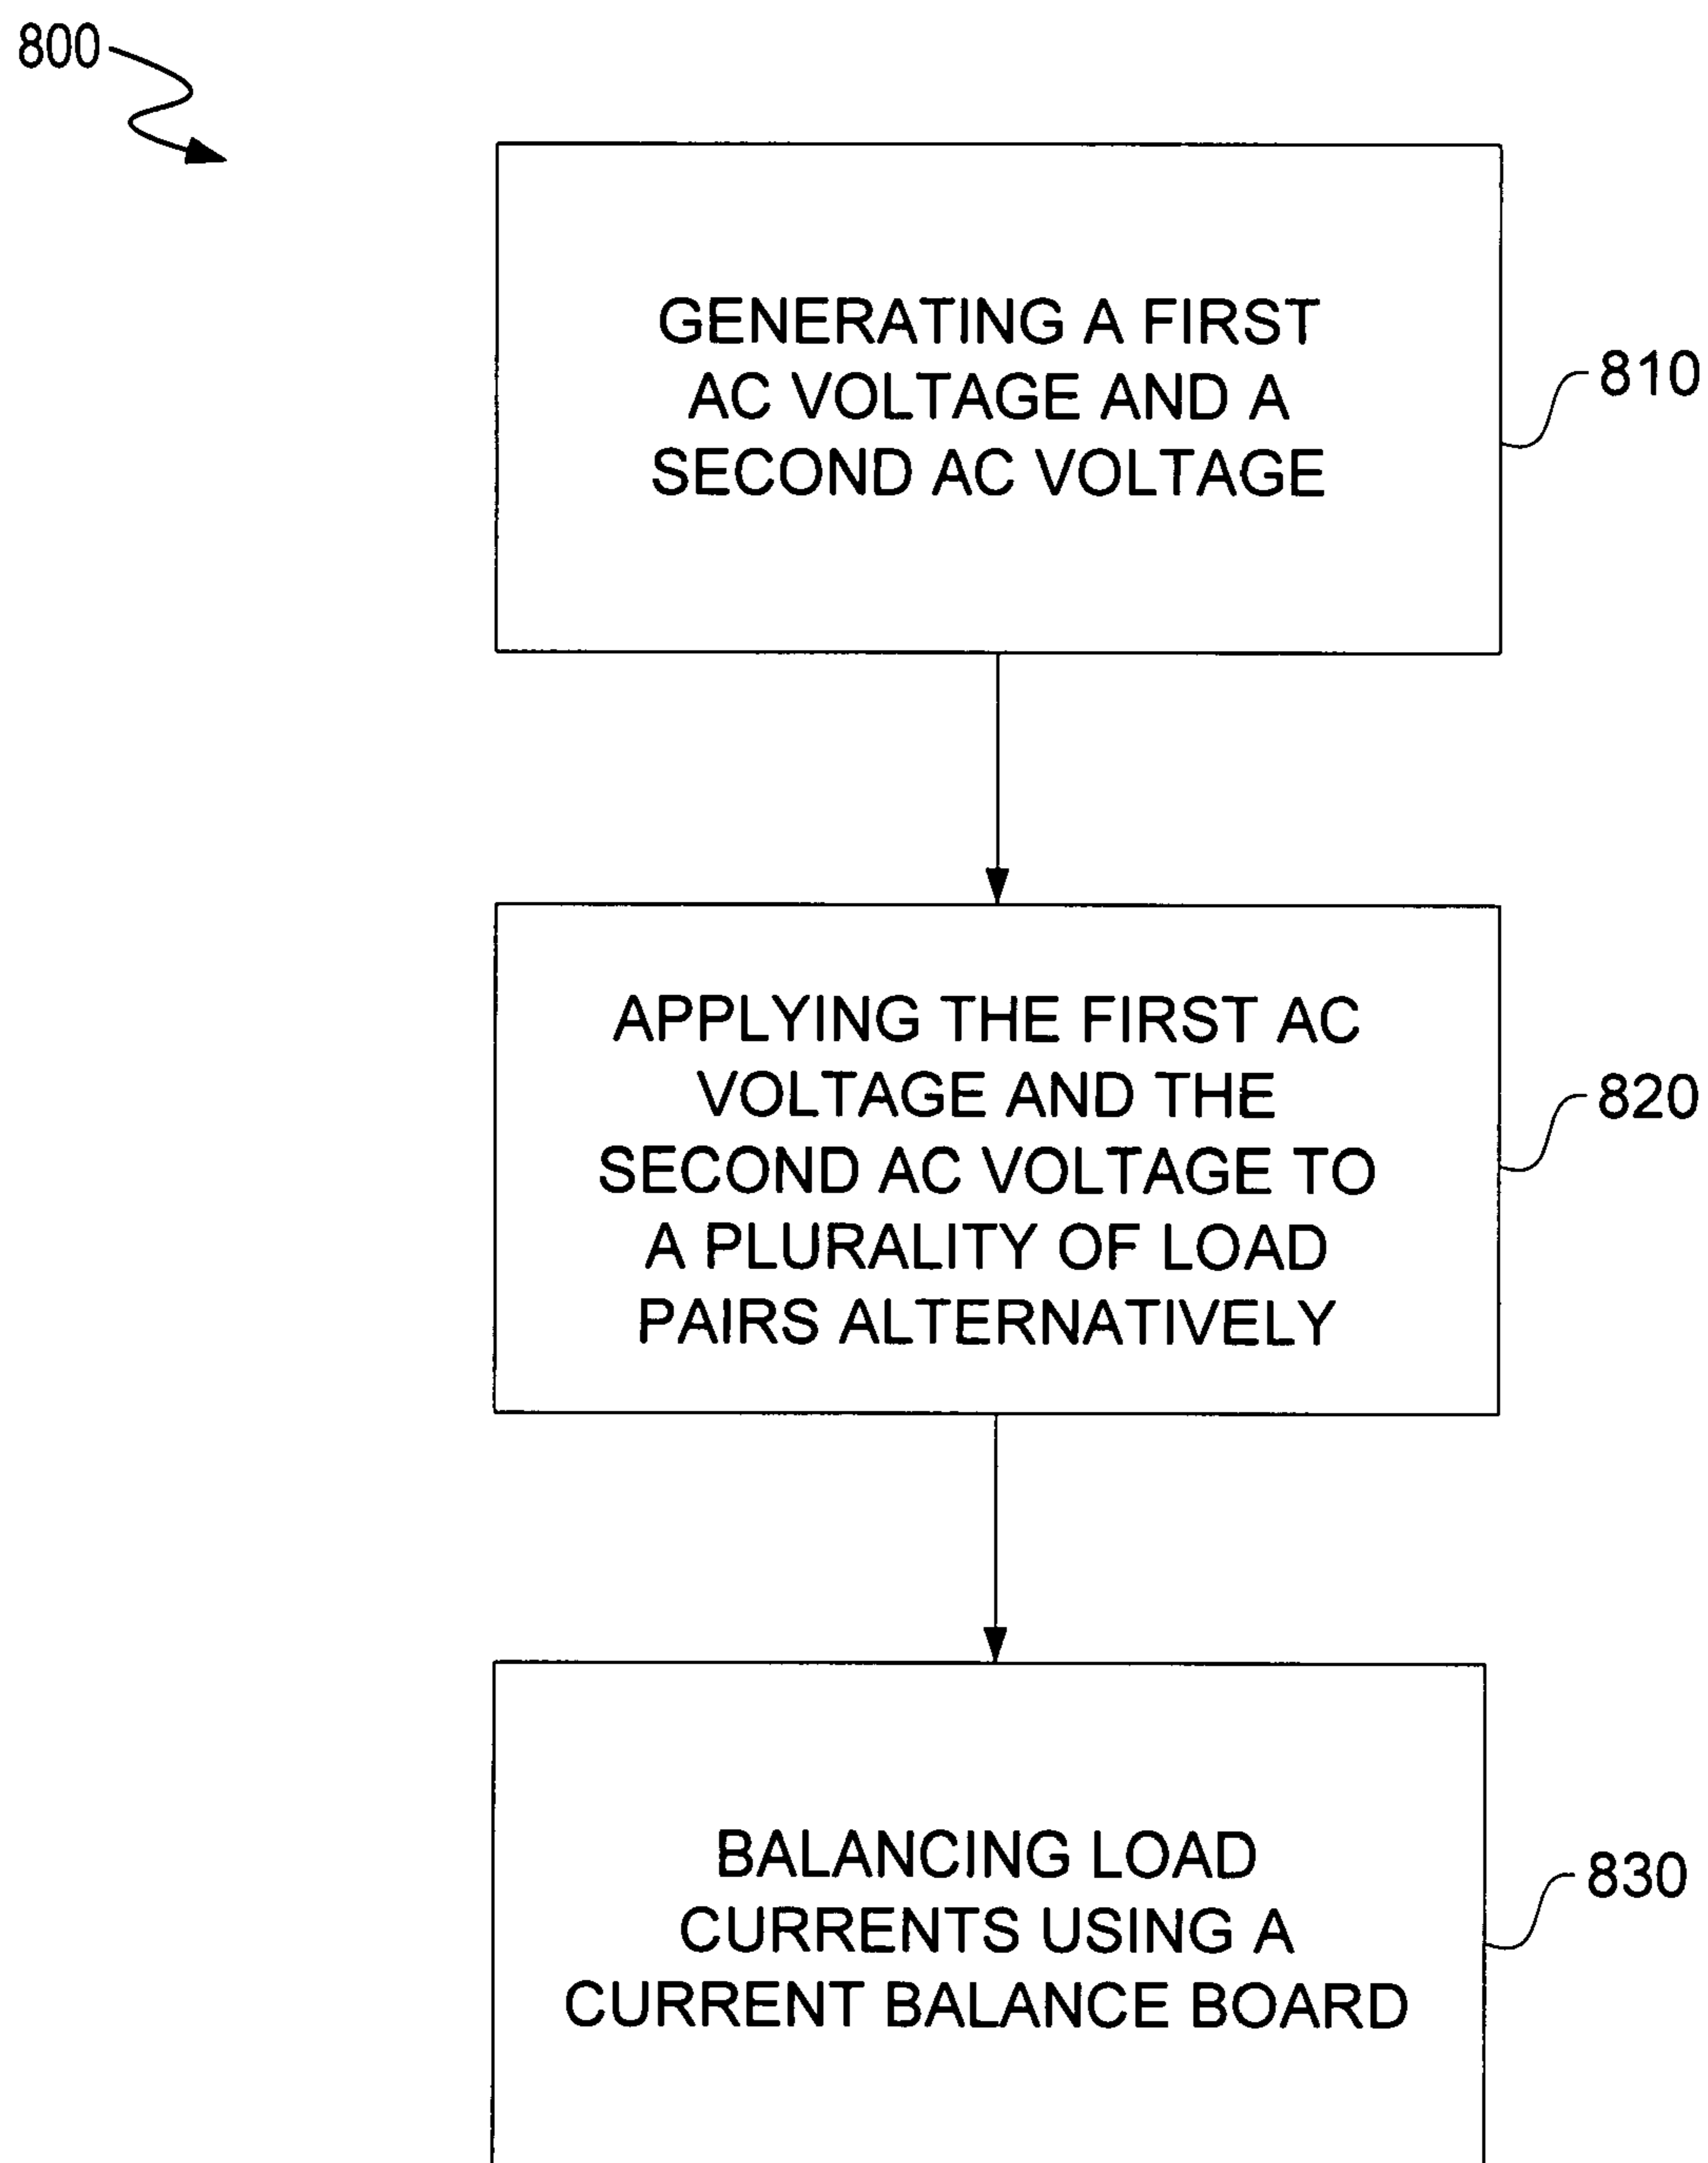 800
GENERATING A FIRST
AC VOLTAGE AND A
SECOND AC VOLTAGE
810
APPLYING THE FIRST AC
VOLTAGE AND THE
SECOND AC VOLTAGE TO
A PLURALITY OF LOAD
PAIRS ALTERNATIVELY
820
BALANCING LOAD
CURRENTS USING A
CURRENT BALANCE BOARD
830